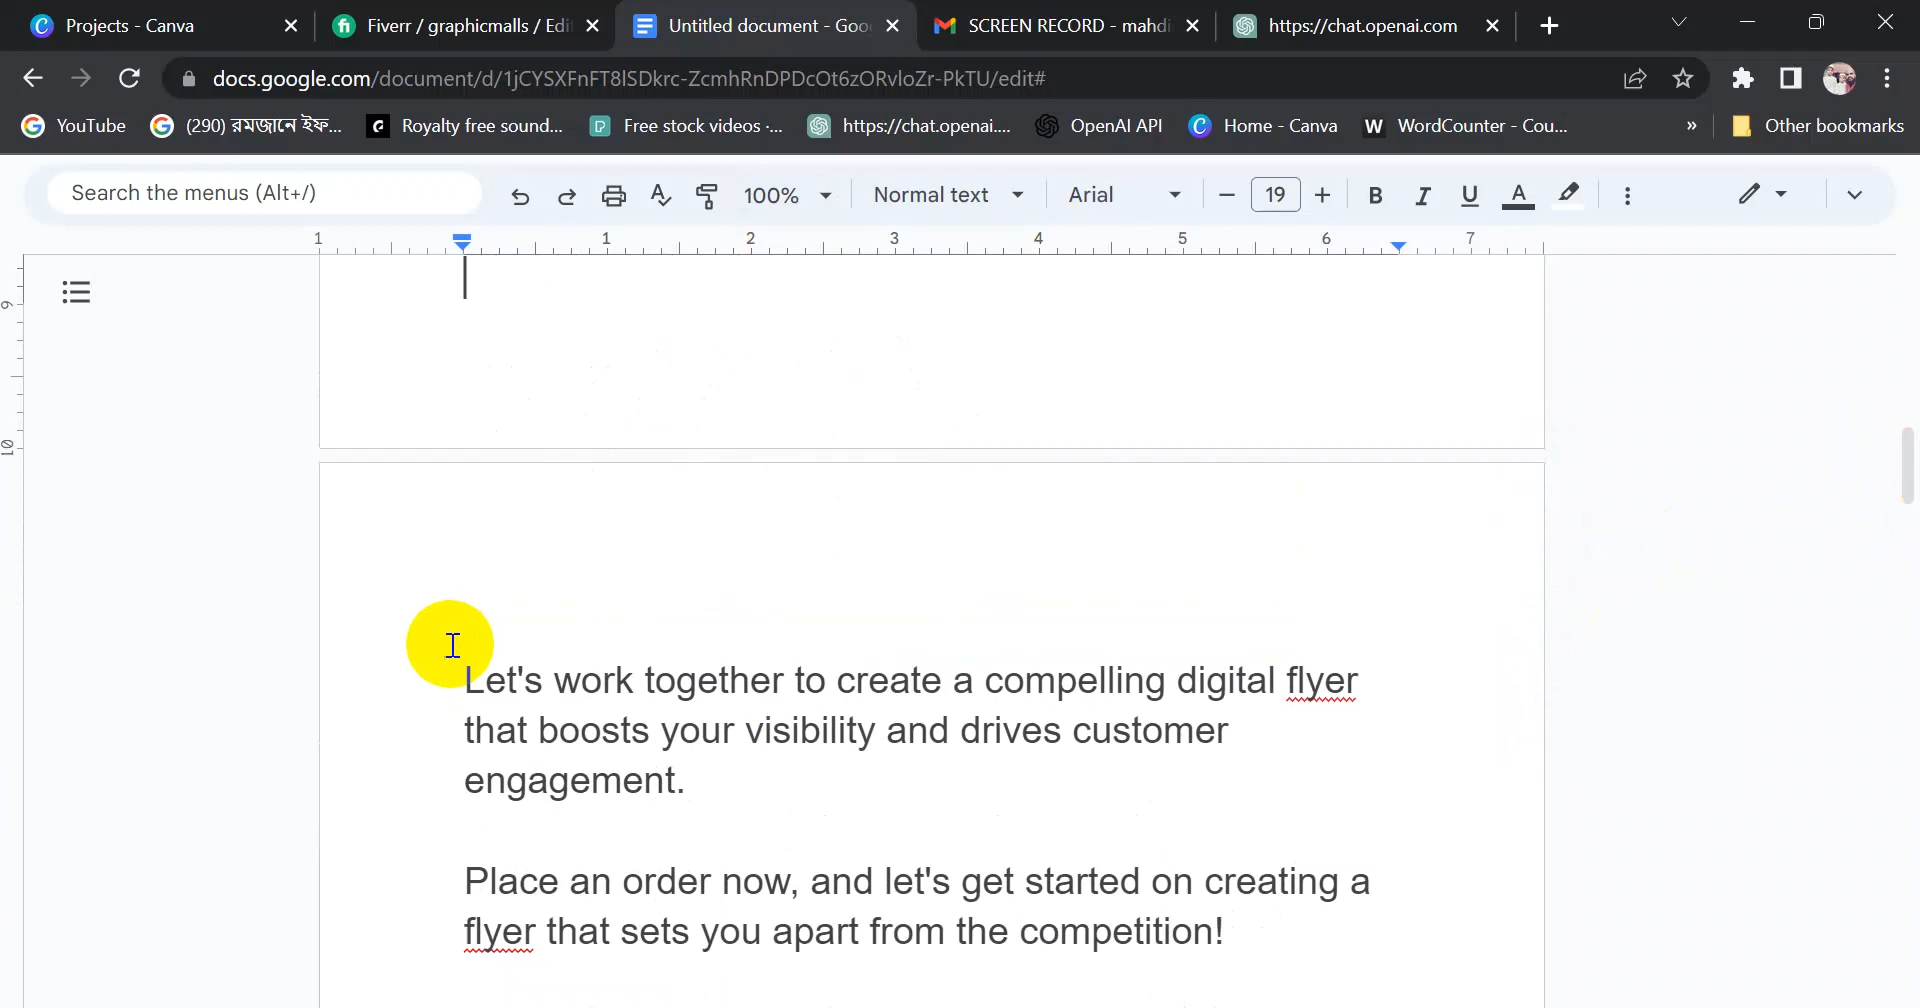 Projects - Canva
Fiverr / graphicmalls / Edi
Untitled document - Goo
SCREEN RECORD - mahdi
https://chat.openai.com
docs.google.com/document/d/1jCYSXFnFT8lSDkrc-ZcmhRnDPDcOt6zORvloZr-PkTU/edit#
YouTube
(290) রমজানে ইফ...
Royalty free sound...
Free stock videos ·...
https://chat.openai....
OpenAI API
Home - Canva
W WordCounter - Cou...
»
Other bookmarks
Search the menus (Alt+/)
100%
Normal text
Arial
19
B
I
U
A
1 1 2 3 4 5 6 7
9
10
Let's work together to create a compelling digital flyer
that boosts your visibility and drives customer
engagement.
Place an order now, and let's get started on creating a
flyer that sets you apart from the competition!